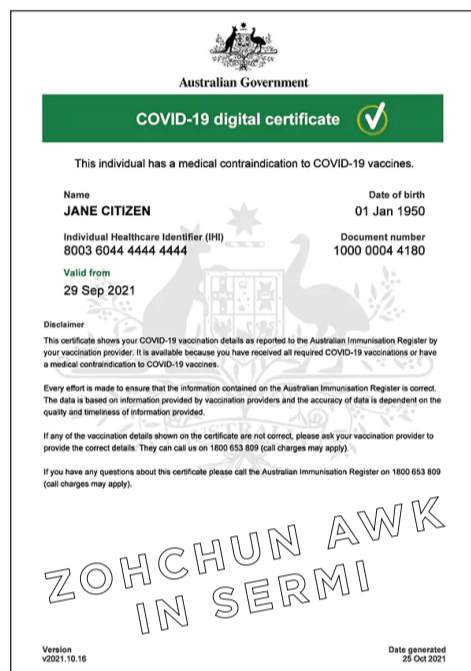 Australian Government
COVID-19 digital certificate
This individual has a medical contraindication to COVID-19 vaccines.
Name
JANE CITIZEN
Date of birth
01 Jan 1950
Individual Healthcare Identifier (IHI)
8003 6044 4444 4444
Document number
1000 0004 4180
Valid from
29 Sep 2021
Disclaimer
This certificate shows your COVID-19 vaccination details as reported to the Australian Immunisation Register by
your vaccination provider. It is available because you have received all required COVID-19 vaccinations or have
a medical contraindication to COVID-19 vaccines.
Every effort is made to ensure that the information contained on the Australian Immunisation Register is correct.
The data is based on information provided by vaccination providers and the accuracy of data is dependent on the
quality and timeliness of information provided.
If any of the vaccination details shown on the certificate are not correct, please ask your vaccination provider to
provide the correct details. They can call us on 1800 653 809 (call charges may apply).
If you have any questions about this certificate please call the Australian Immunisation Register on 1800 653 809
(call charges may apply).
ZOHCHUN AWK
IN SERMI
Version
v2021.10.16
Date generated
25 Oct 2021